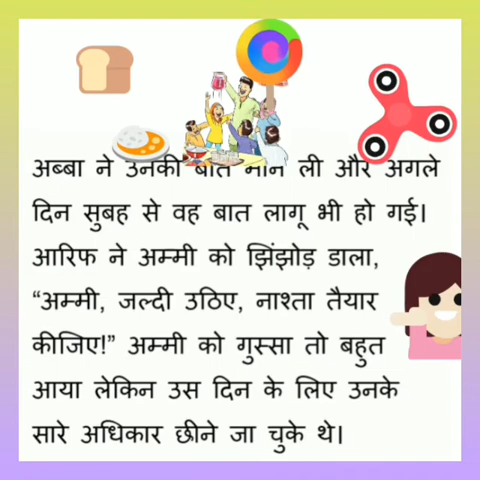 अब्बा ने उनकी बात मान ली और अगले
दिन सुबह से वह बात लागू भी हो गई।
आरिफ ने अम्मी को झिंझोड़ डाला,
“अम्मी, जल्दी उठिए, नाश्ता तैयार
कीजिए!” अम्मी को गुस्सा तो बहुत
आया लेकिन उस दिन के लिए उनके
सारे अधिकार छीने जा चुके थे।